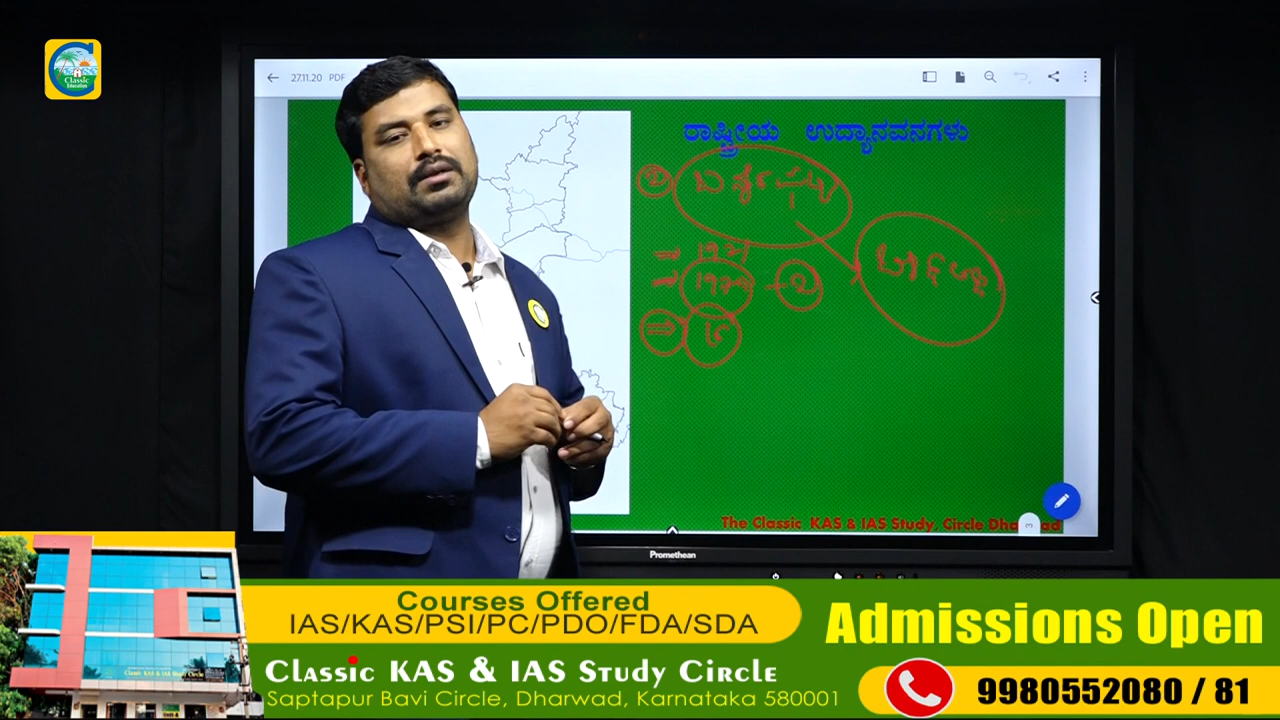 Classic
Education
27.11.20 PDF
ರಾಷ್ಟ್ರೀಯ ಉದ್ಯಾನವನಗಳು
The Classic KAS & IAS Study, Circle Dharwad
Promethean
Courses Offered
IAS/KAS/PSI/PC/PDO/FDA/SDA
Admissions Open
Classic KAS & IAS Study Circle
Saptapur Bavi Circle, Dharwad, Karnataka 580001
9980552080 / 81